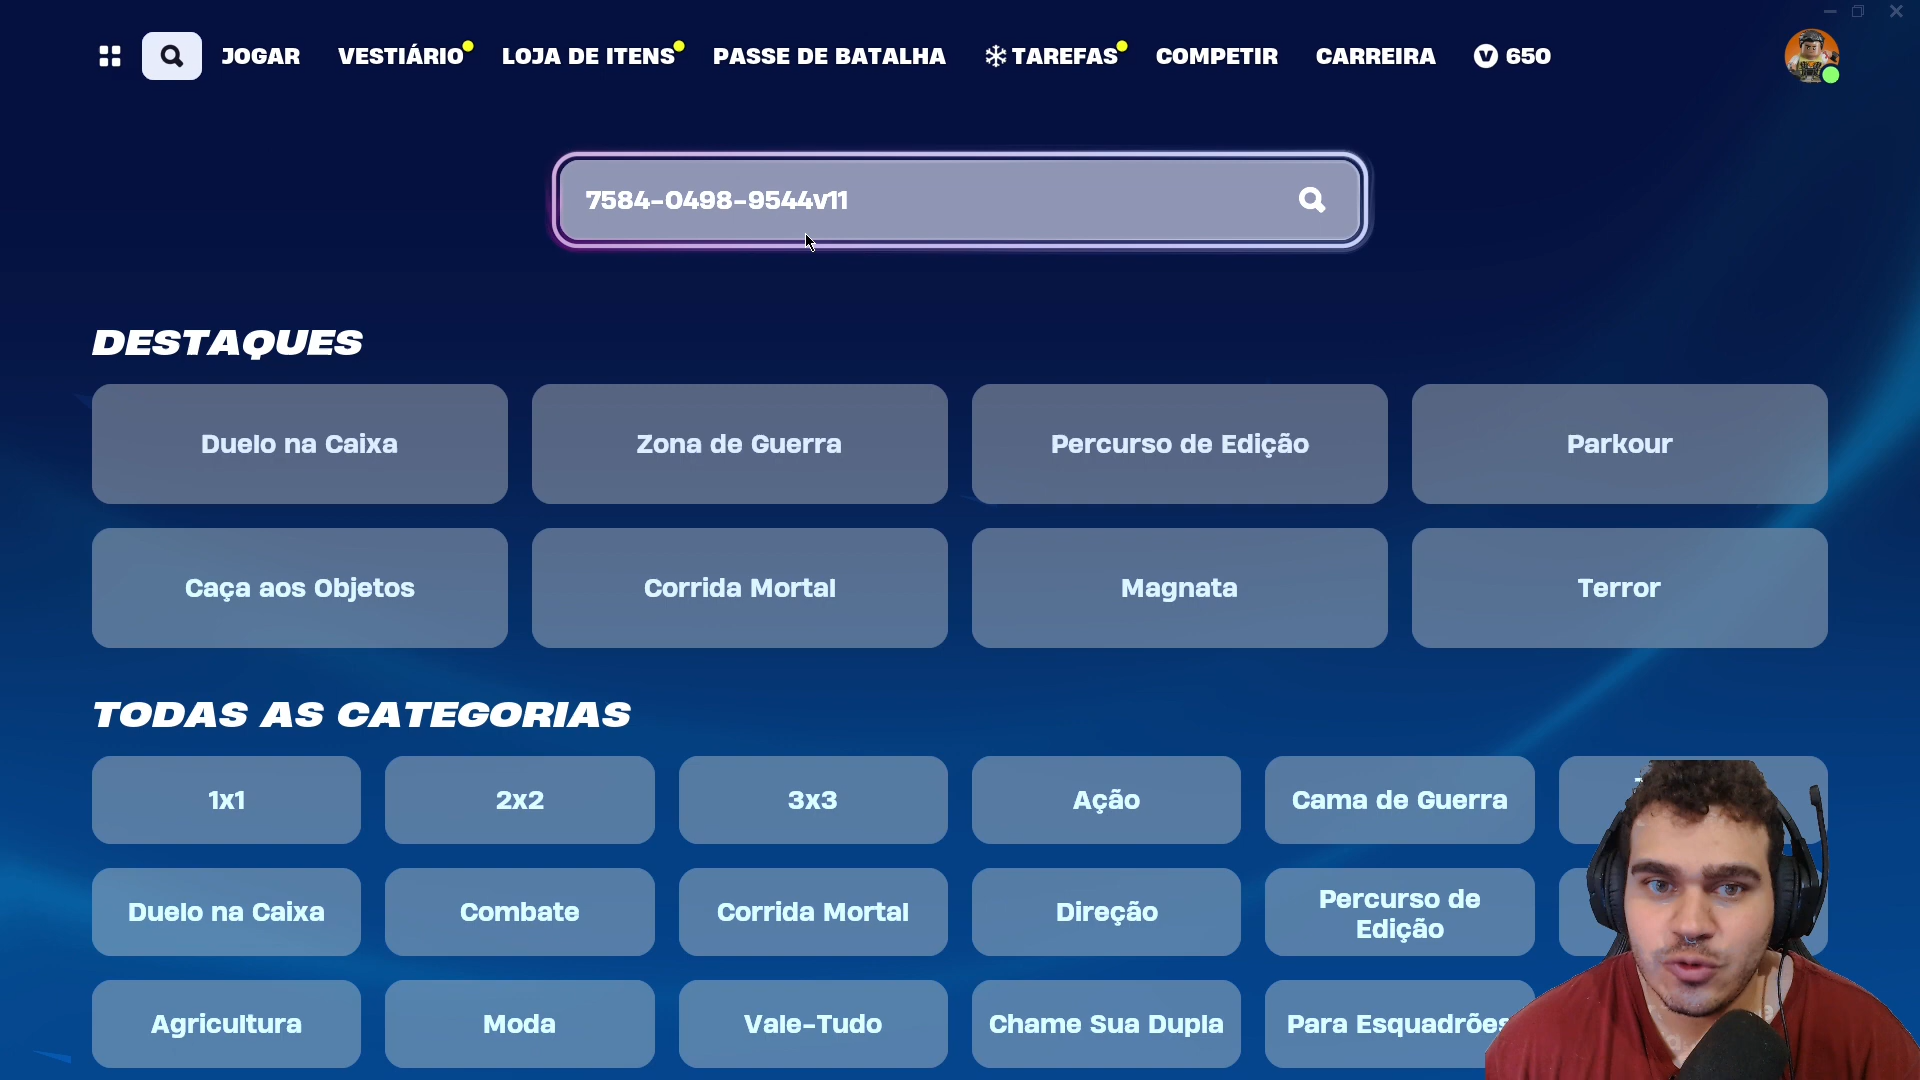 JOGAR VESTIÁRIO LOJA DE ITENS PASSE DE BATALHA TAREFAS COMPETIR CARREIRA V 650
7584-0498-9544v11
DESTAQUES
Duelo na Caixa
Zona de Guerra
Percurso de Edição
Parkour
Caça aos Objetos
Corrida Mortal
Magnata
Terror
TODAS AS CATEGORIAS
1x1
2x2
3x3
Ação
Cama de Guerra
Duelo na Caixa
Combate
Corrida Mortal
Direção
Percurso de
Edição
Agricultura
Moda
Vale-Tudo
Chame Sua Dupla
Para Esquadrões